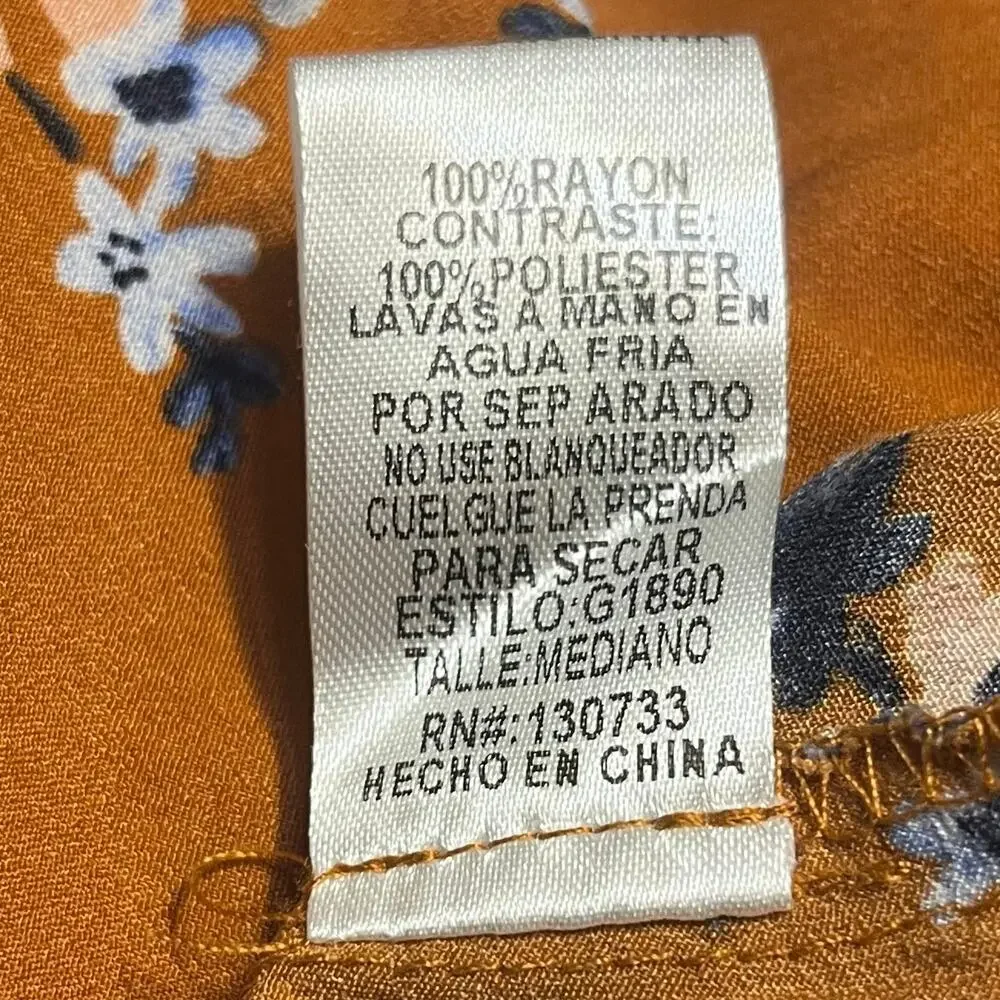 100%RAYON
CONTRASTE:
100%POLIESTER
LAVAS A MANO EN
AGUA FRIA
POR SEP ARADO
NO USE BLANQUEADOR
CUELGUE LA PRENDA
PARA SECAR
ESTILO:G1890
TALLE:MEDIANO
RN#:130733
HECHO EN CHINA